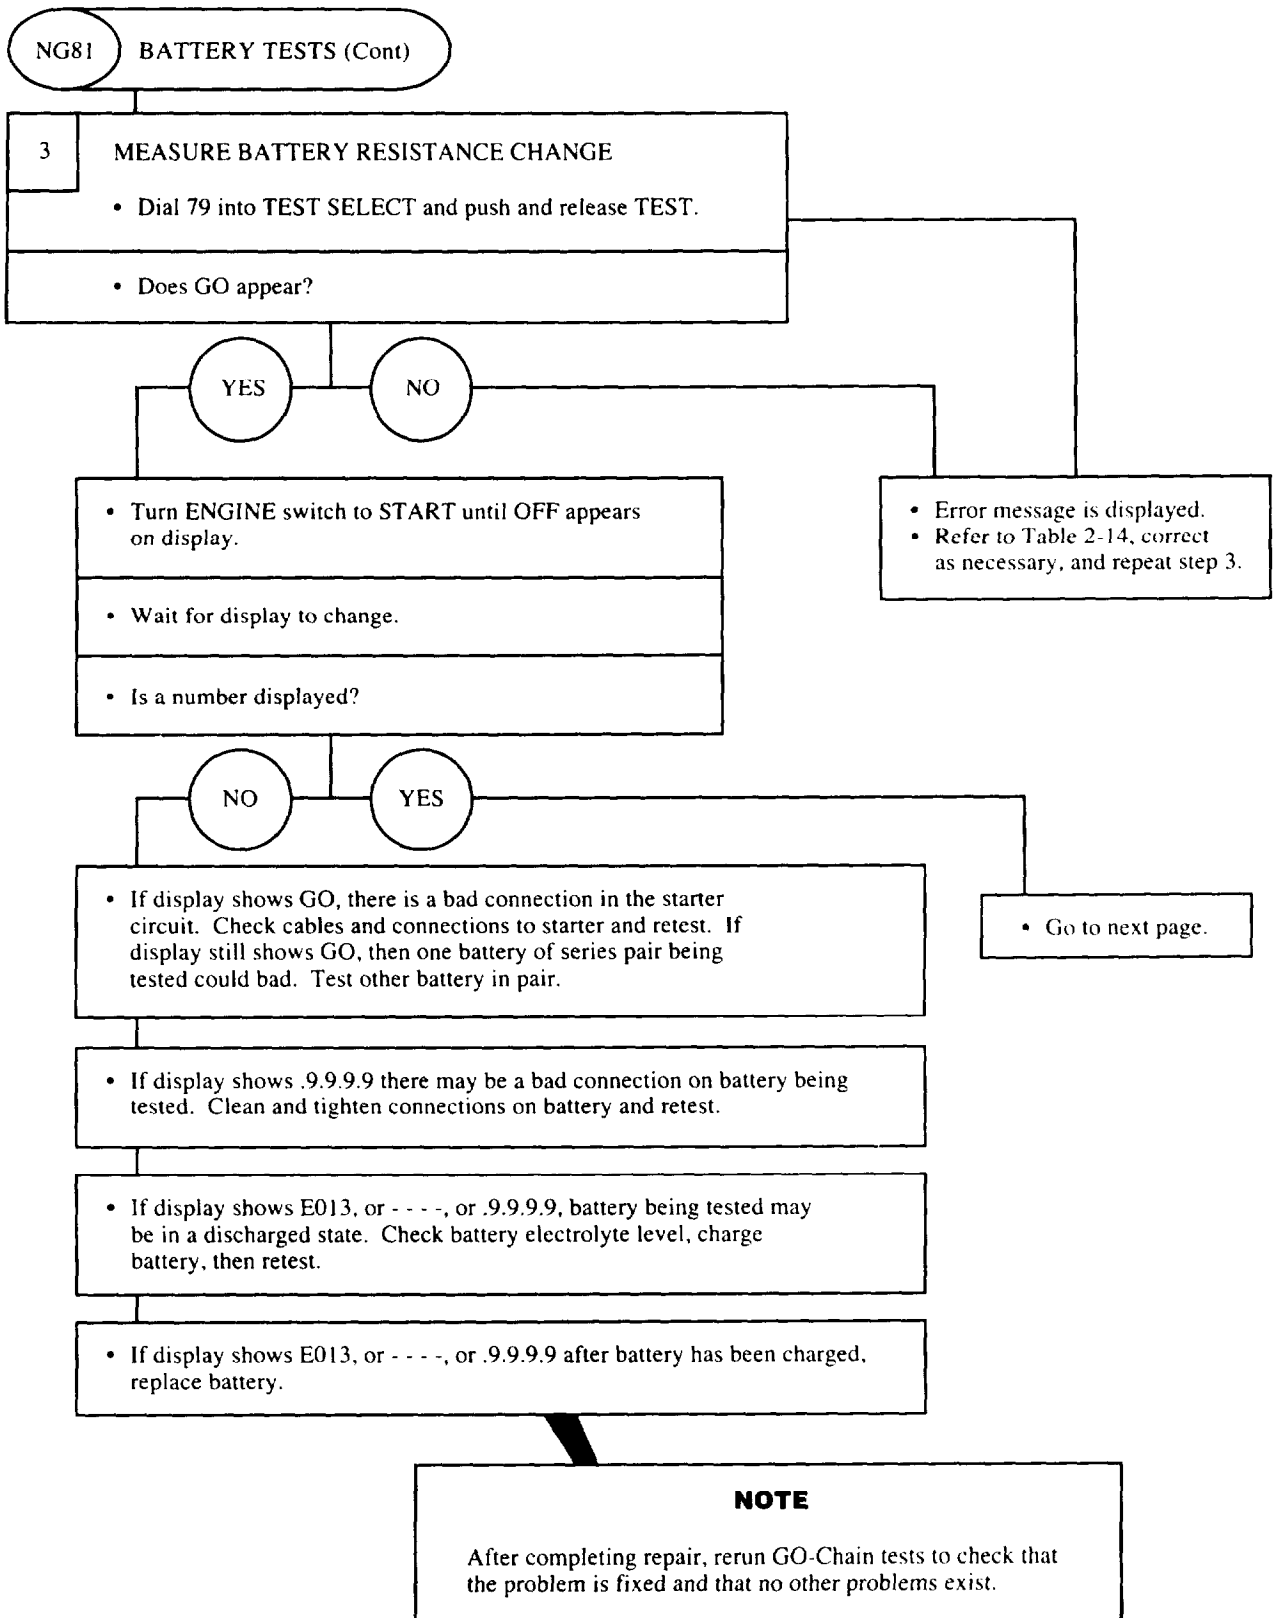 NG81 BATTERY TESTS (Cont)
3 MEASURE BATTERY RESISTANCE CHANGE
• Dial 79 into TEST SELECT and push and release TEST.
• Does GO appear?
YES NO
• Turn ENGINE switch to START until OFF appears
on display.
• Wait for display to change.
• Is a number displayed?
• Error message is displayed.
• Refer to Table 2-14, correct
as necessary, and repeat step 3.
NO YES
• If display shows GO, there is a bad connection in the starter
circuit. Check cables and connections to starter and retest. If
display still shows GO, then one battery of series pair being
tested could bad. Test other battery in pair.
• Go to next page.
• If display shows .9.9.9.9 there may be a bad connection on battery being
tested. Clean and tighten connections on battery and retest.
• If display shows E013, or - - - -, or .9.9.9.9, battery being tested may
be in a discharged state. Check battery electrolyte level, charge
battery, then retest.
• If display shows E013, or - - - -, or .9.9.9.9 after battery has been charged,
replace battery.
NOTE
After completing repair, rerun GO-Chain tests to check that
the problem is fixed and that no other problems exist.